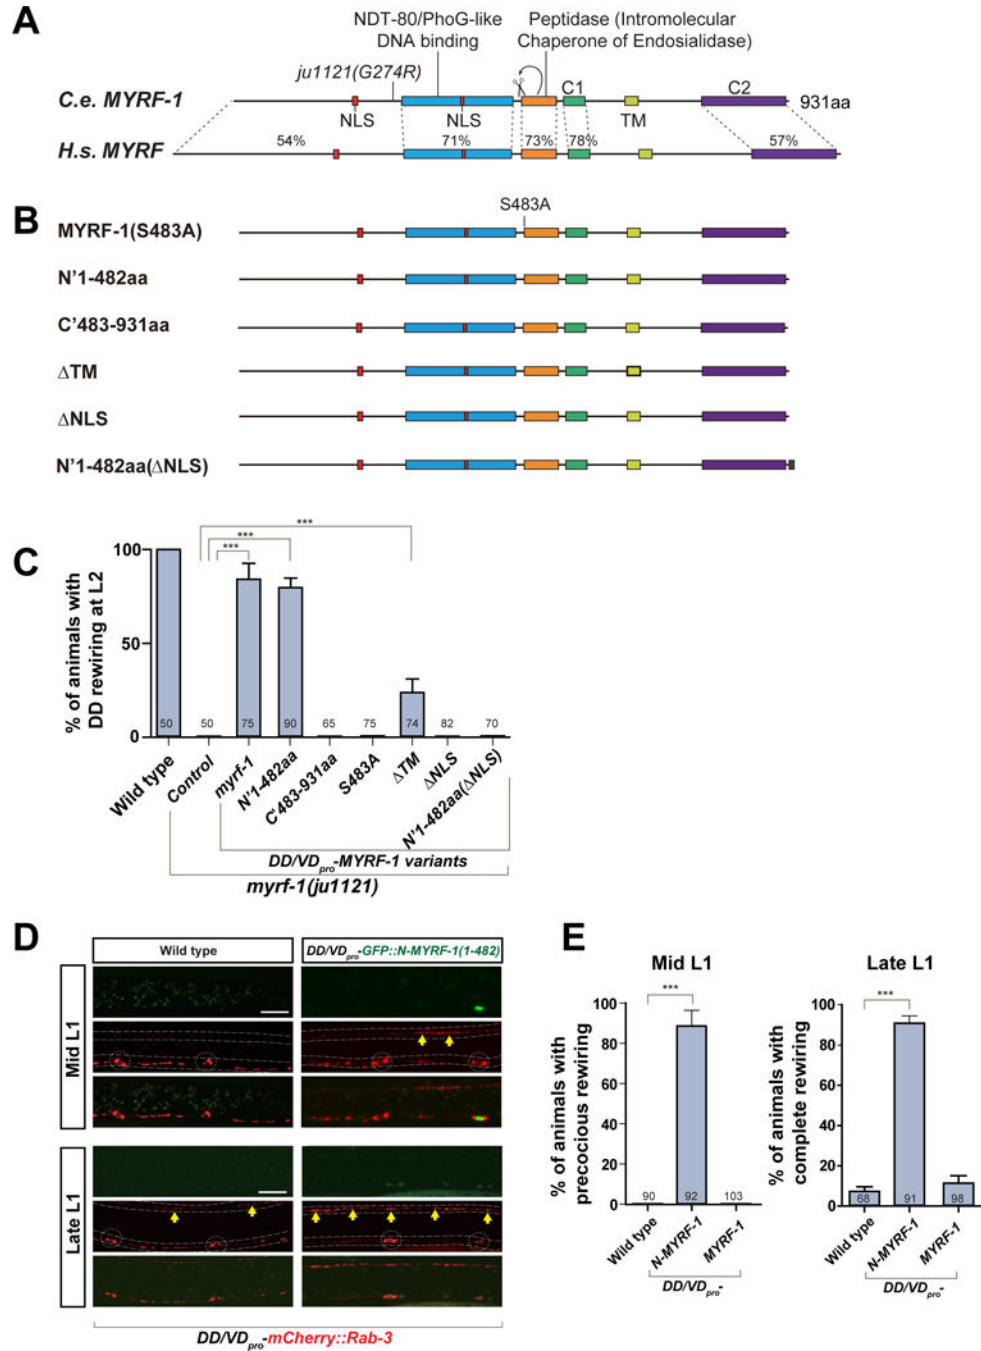 A
NDT-80/PhoG-like
DNA binding
Peptidase (Intromolecular
Chaperone of Endosialidase)
ju1121(G274R)
C.e. MYRF-1
NLS
NLS
C1
TM
C2
931aa
H.s. MYRF
54%
71%
73%
78%
57%
B
S483A
MYRF-1(S483A)
N'1-482aa
C'483-931aa
ΔTM
ΔNLS
N'1-482aa(ΔNLS)
C
% of animals with
DD rewiring at L2
100
50
0
***
***
***
50
50
75
90
65
75
74
82
70
Wild type
Control
myrf-1
N'1-482aa
C'483-931aa
S483A
ΔTM
ΔNLS
N'1-482aa(ΔNLS)
DD/VDpro-MYRF-1 variants
myrf-1(ju1121)
D
Wild type
DD/VDpro-GFP::N-MYRF-1(1-482)
Mid L1
Late L1
DD/VDpro-mCherry::Rab-3
E
Mid L1
% of animals with
precocious rewiring
100
80
60
40
20
0
***
90
92
103
Wild type
N-MYRF-1
MYRF-1
DD/VDpro-
Late L1
% of animals with
complete rewiring
100
80
60
40
20
0
***
68
91
98
Wild type
N-MYRF-1
MYRF-1
DD/VDpro-